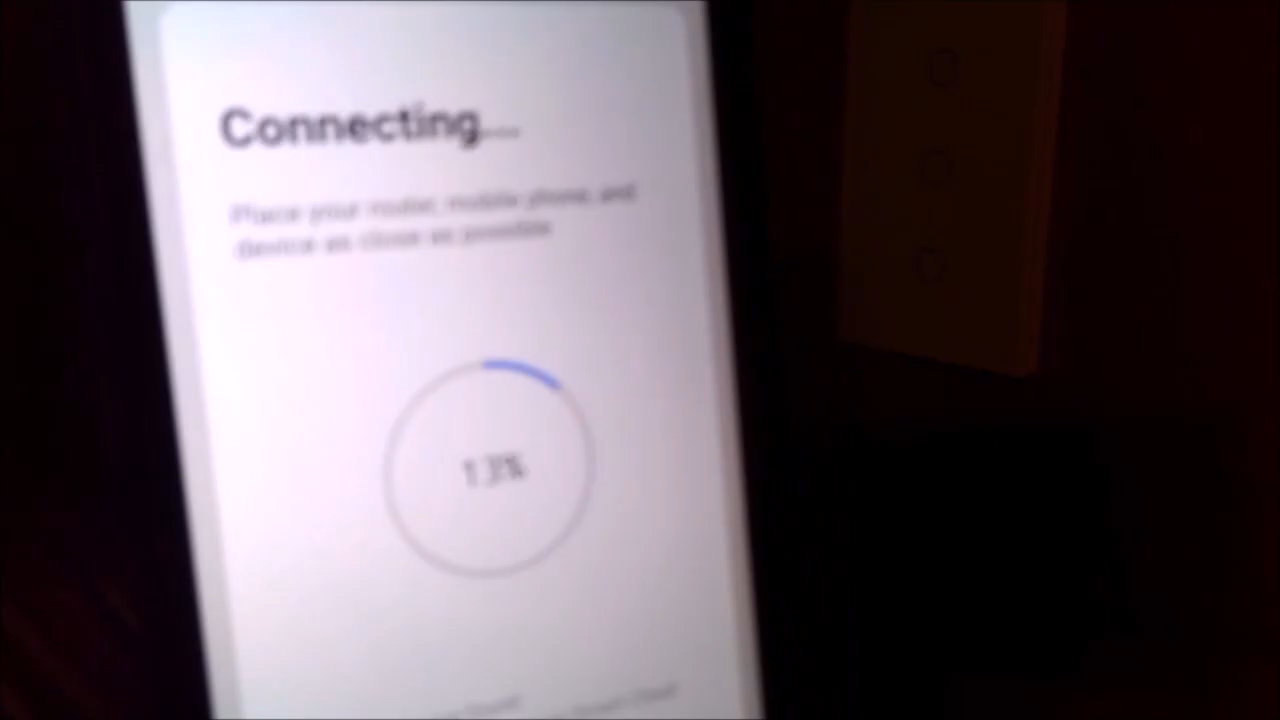 Connecting...
Place your router, mobile phone, and
device as close as possible
13%